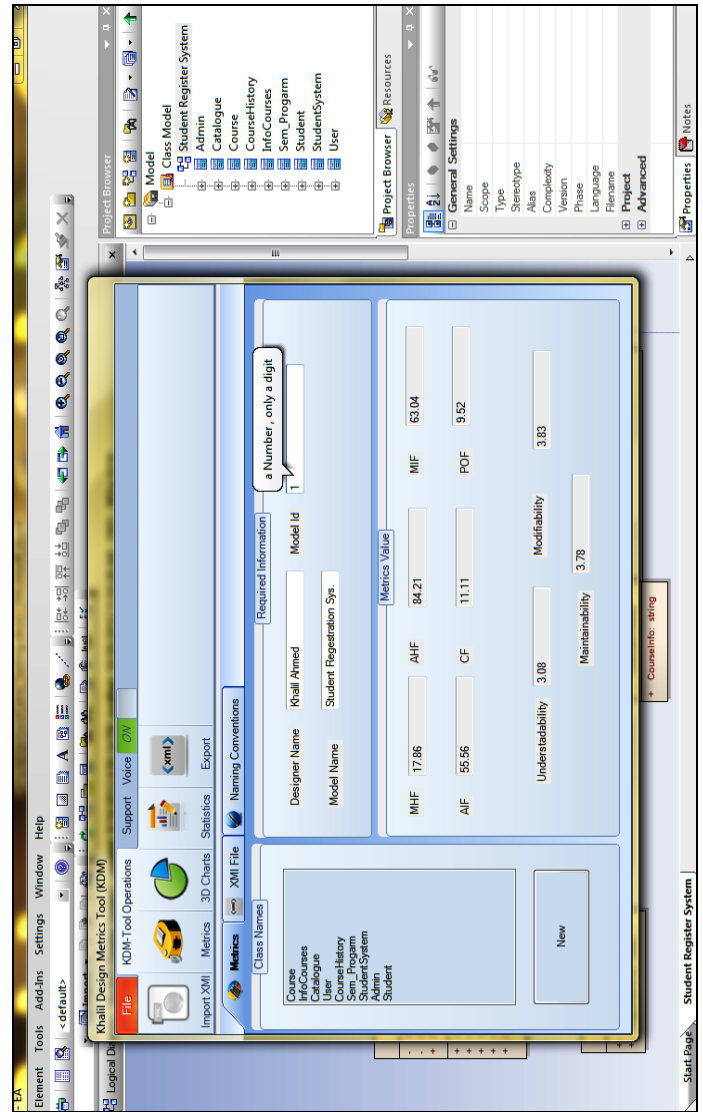 - EA
Element Tools Add-Ins Settings Window Help
< default>
Logical Dia
Khalil Design Metrics Tool (KDM)
File KDM-Tool Operations Support Voice ON
Import XMI Metrics 3D Charts Statistics Export
Metrics XMI File Naming Conventions
Class Names
Course
InfoCourses
Catalogue
User
CourseHistory
Sem_Progarm
StudentSystem
Admin
Student
New
Required Information
Designer Name Khalil Ahmed Model Id 1
a Number , only a digit
Model Name Student Regestration Sys.
Metrics Value
MHF 17.86 AHF 84.21 MIF 63.04
AIF 55.56 CF 11.11 POF 9.52
Understadability 3.08 Modifiability 3.83
Maintainability 3.78
+ CourseInfo: string
Start Page Student Register System
Project Browser
Model
Class Model
Student Register System
Admin
Catalogue
Course
CourseHistory
InfoCourses
Sem_Progarm
Student
StudentSystem
User
Project Browser Resources
Properties
General Settings
Name
Scope
Type
Stereotype
Alias
Complexity
Version
Phase
Language
Filename
Project
Advanced
Properties Notes